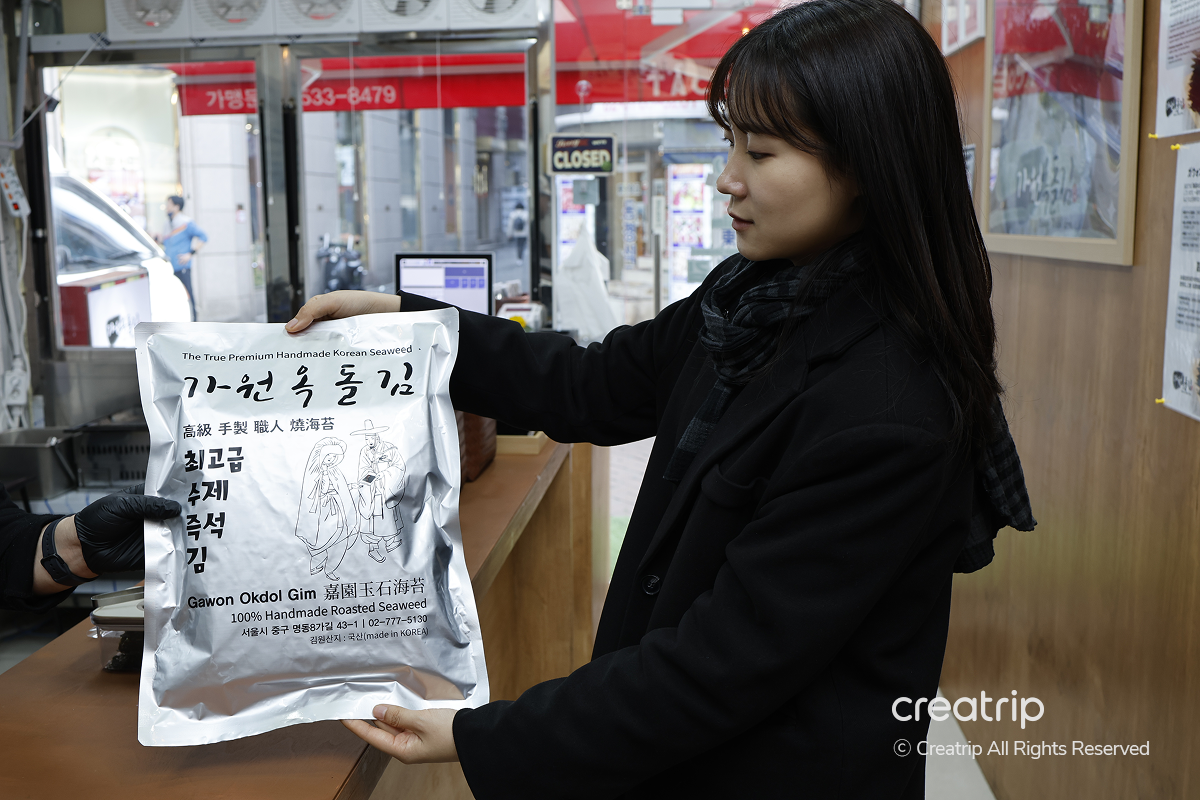 가맹문
533-8479
CLOSED
The True Premium Handmade Korean Seaweed
가원옥돌김
高級 手製 職人 燒海苔
최고급
수제
즉석
김
Gawon Okdol Gim 嘉園玉石海苔
100% Handmade Roasted Seaweed
서울시 중구 명동8가길 43-1 | 02-777-5130
김원산지 : 국산(made in KOREA)
creatrip
© Creatrip All Rights Reserved